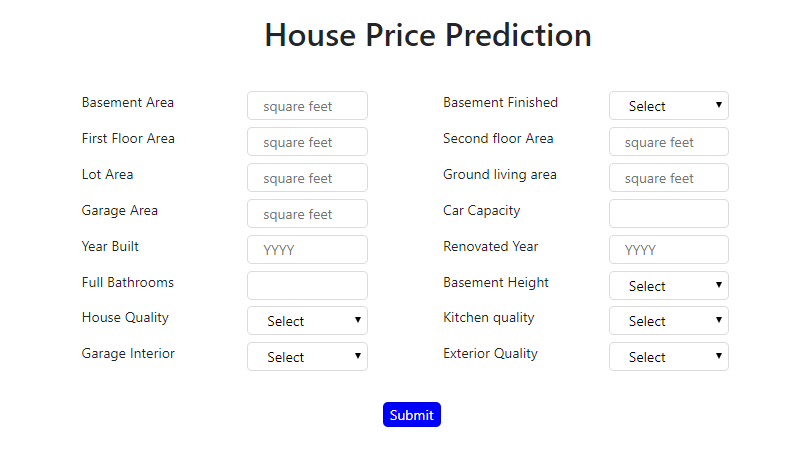 House Price Prediction
Basement Area square feet Basement Finished Select
First Floor Area square feet Second floor Area square feet
Lot Area square feet Ground living area square feet
Garage Area square feet Car Capacity
Year Built YYYY Renovated Year YYYY
Full Bathrooms Basement Height Select
House Quality Select Kitchen quality Select
Garage Interior Select Exterior Quality Select
Submit